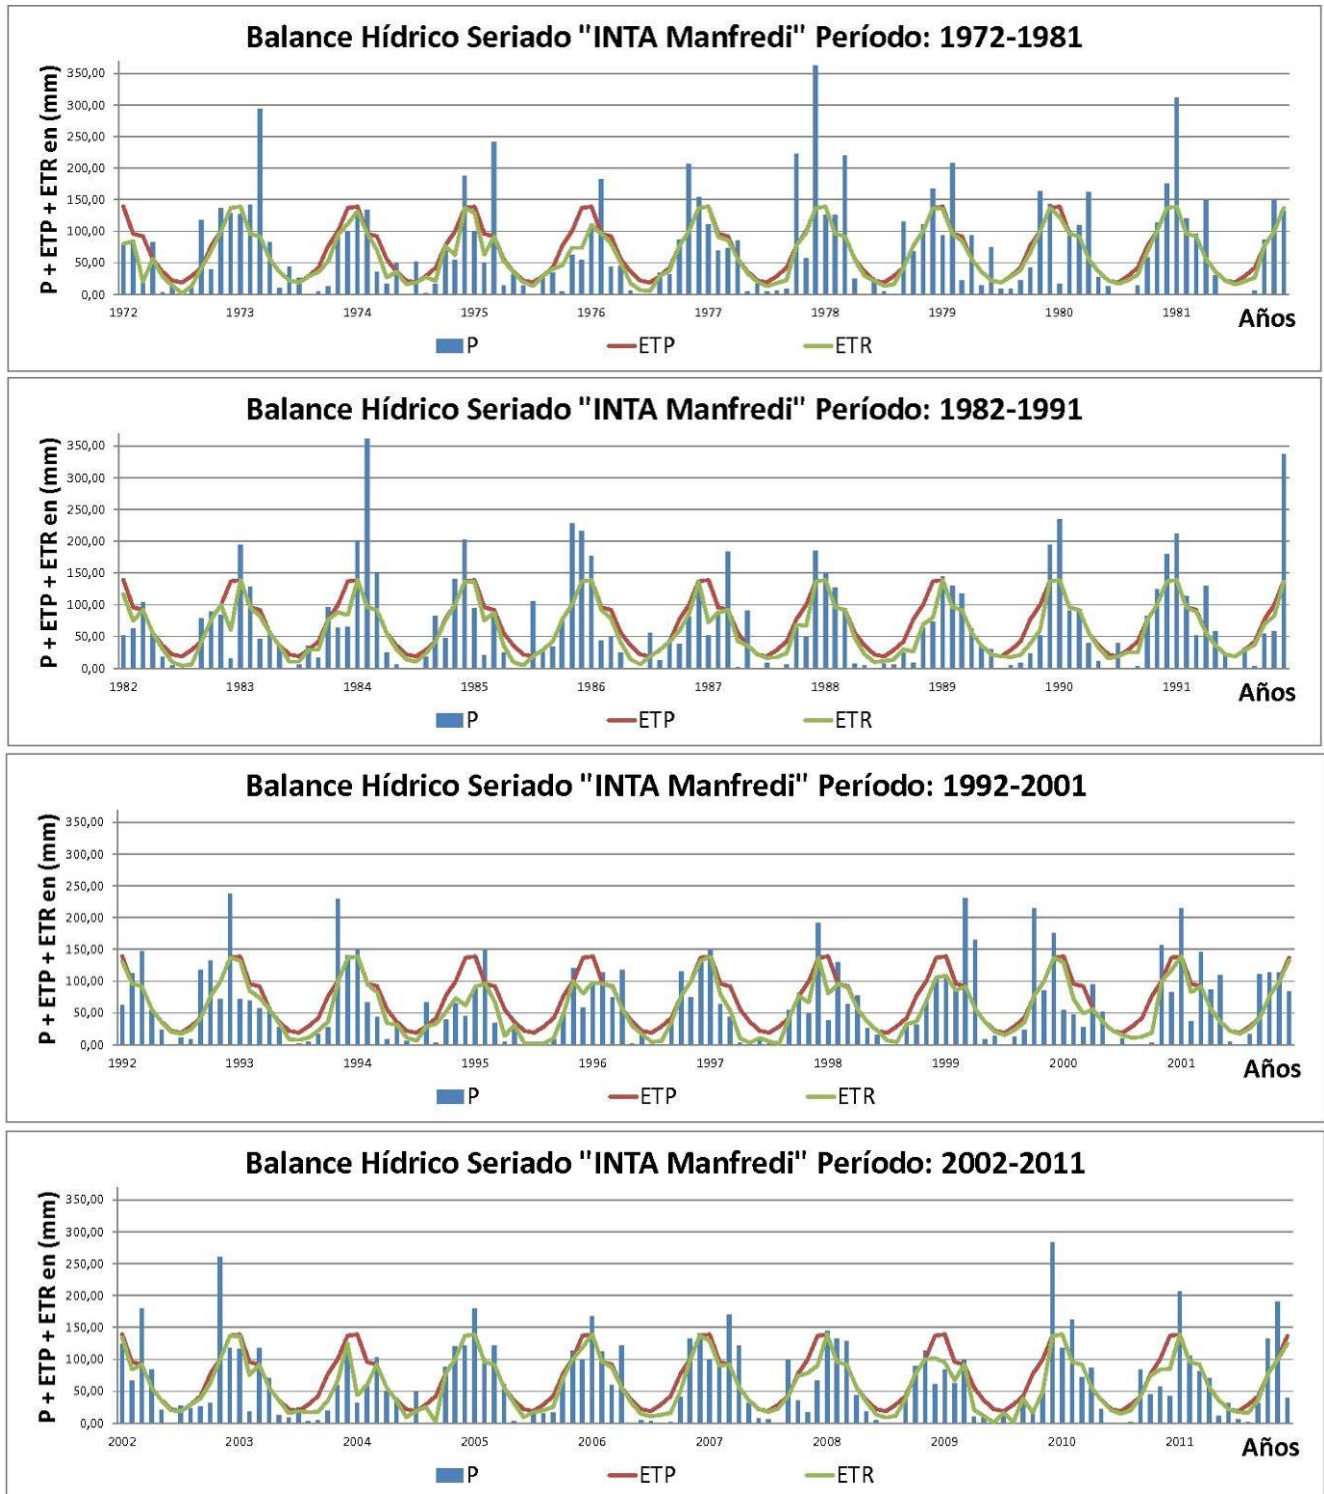 Balance Hídrico Seriado "INTA Manfredi" Período: 1972-1981
P + ETP + ETR en (mm)
350,00
300,00
250,00
200,00
150,00
100,00
50,00
0,00
1972 1973 1974 1975 1976 1977 1978 1979 1980 1981
Años
P ETP ETR
Balance Hídrico Seriado "INTA Manfredi" Período: 1982-1991
P + ETP + ETR en (mm)
350,00
300,00
250,00
200,00
150,00
100,00
50,00
0,00
1982 1983 1984 1985 1986 1987 1988 1989 1990 1991
Años
P ETP ETR
Balance Hídrico Seriado "INTA Manfredi" Período: 1992-2001
P + ETP + ETR en (mm)
350,00
300,00
250,00
200,00
150,00
100,00
50,00
0,00
1992 1993 1994 1995 1996 1997 1998 1999 2000 2001
Años
P ETP ETR
Balance Hídrico Seriado "INTA Manfredi" Período: 2002-2011
P + ETP + ETR en (mm)
350,00
300,00
250,00
200,00
150,00
100,00
50,00
0,00
2002 2003 2004 2005 2006 2007 2008 2009 2010 2011
Años
P ETP ETR